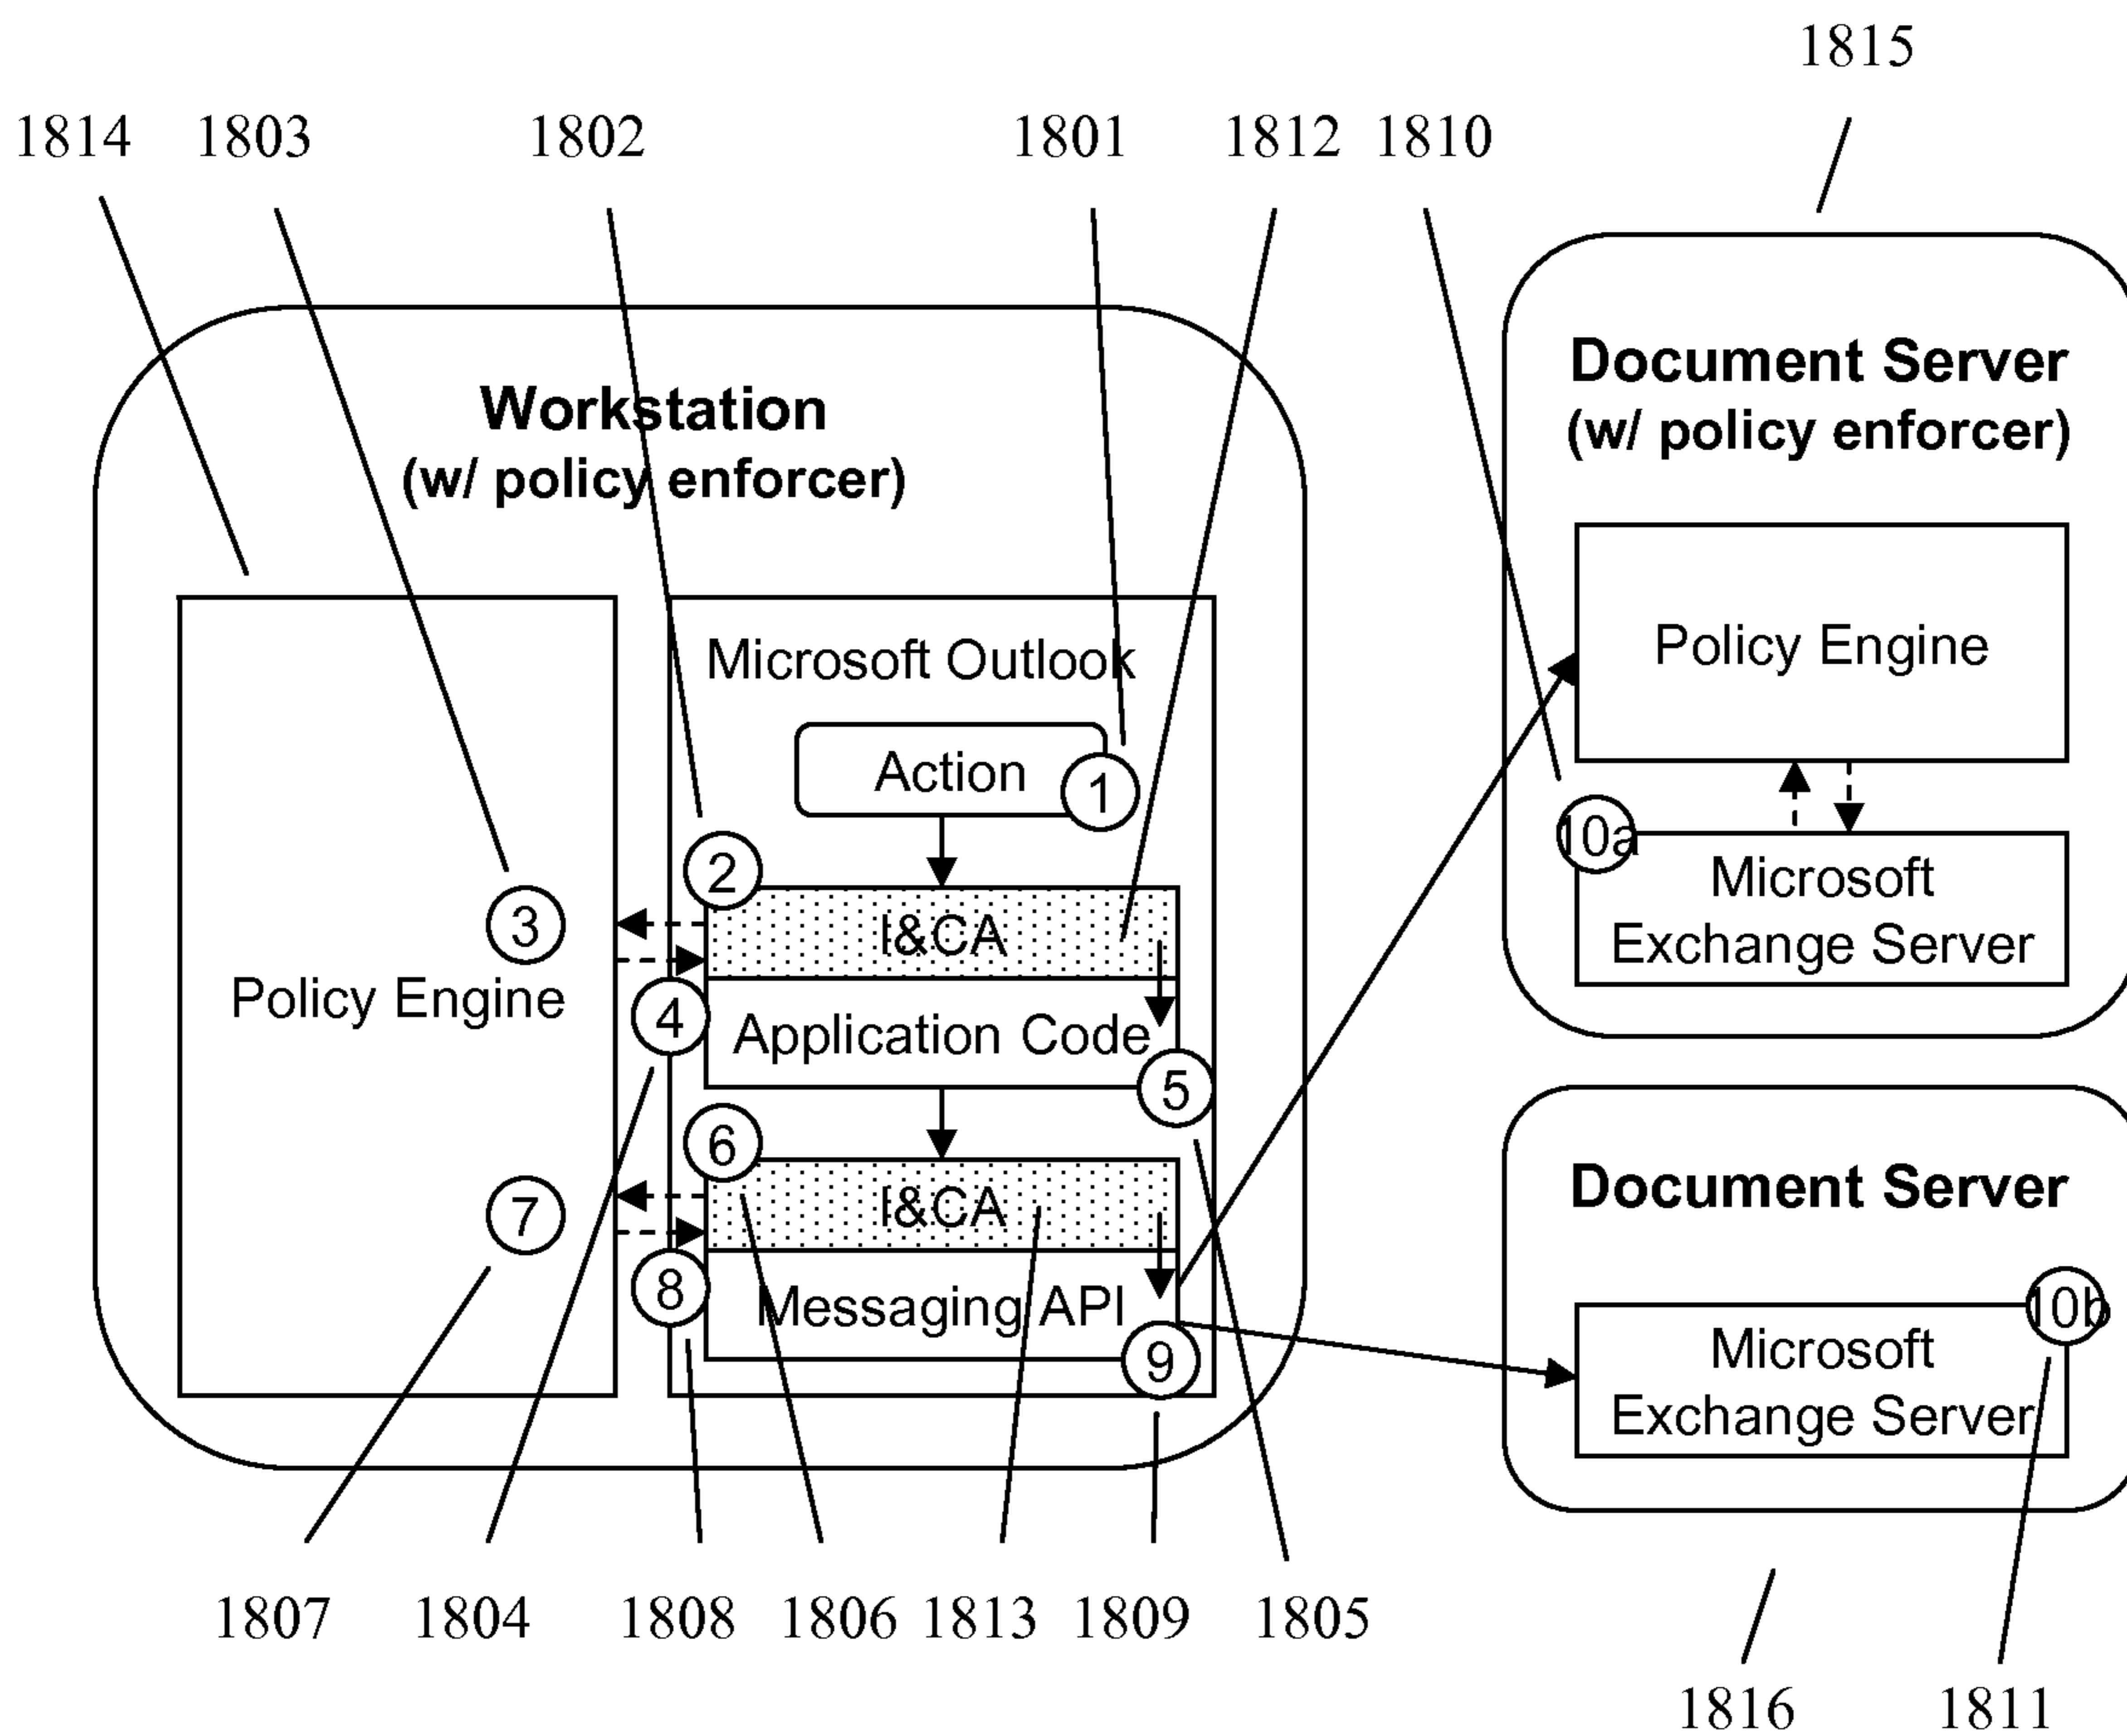 1815
1814 1803 1802 1801 1812 1810
Workstation
(w/ policy enforcer)
Document Server
(w/ policy enforcer)
Policy Engine
Microsoft Outlook
Action
1
2
I&CA
3
4
Application Code
5
6
I&CA
7
8
Messaging API
9
Policy Engine
10a
Microsoft
Exchange Server
Document Server
10b
Microsoft
Exchange Server
1807 1804 1808 1806 1813 1809 1805
1816 1811